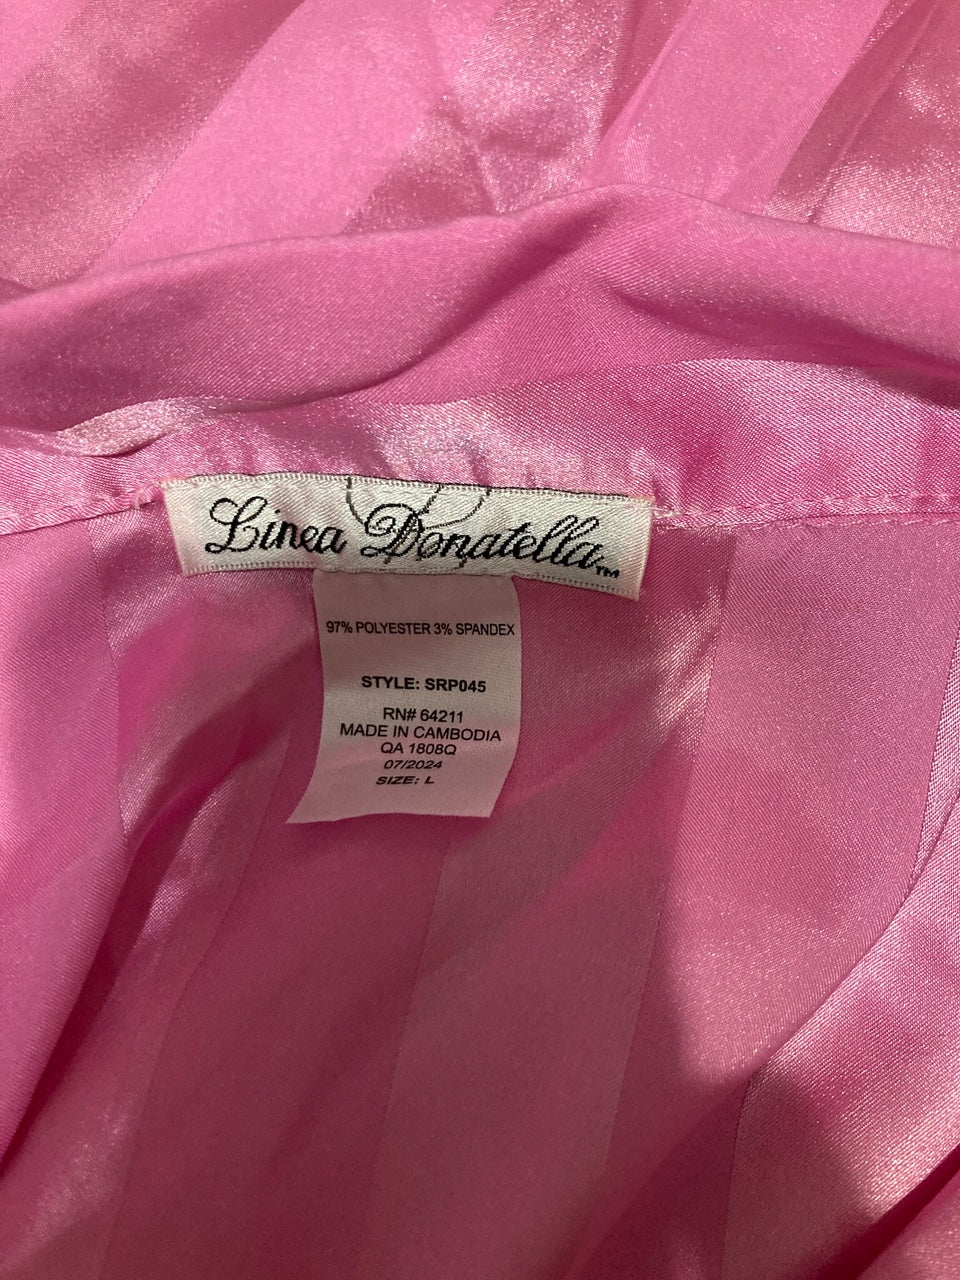 Linea Donatella™
97% POLYESTER 3% SPANDEX
STYLE: SRP045
RN# 64211
MADE IN CAMBODIA
QA 1808Q
07/2024
SIZE: L